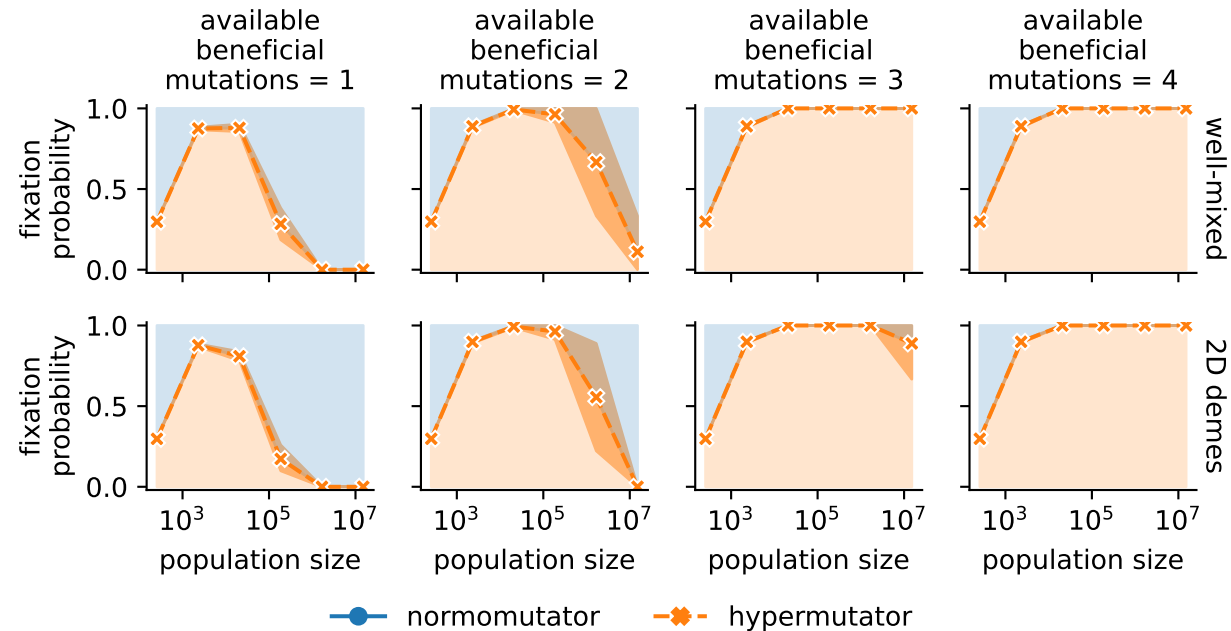 available
beneficial
mutations = 1
available
beneficial
mutations = 2
available
beneficial
mutations = 3
available
beneficial
mutations = 4
fixation
probability
1.0
0.5
0.0
well-mixed
fixation
probability
1.0
0.5
0.0
2D demes
10³ 10⁵ 10⁷
10³ 10⁵ 10⁷
10³ 10⁵ 10⁷
10³ 10⁵ 10⁷
population size
population size
population size
population size
normomutator
hypermutator